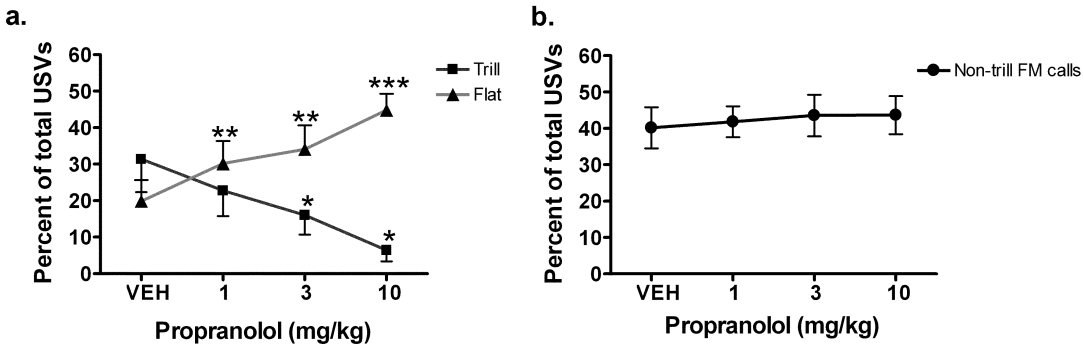 a.
Percent of total USVs
60
50
40
30
20
10
0
**
**
***
*
*
Trill
Flat
VEH 1 3 10
Propranolol (mg/kg)
b.
Percent of total USVs
60
50
40
30
20
10
0
Non-trill FM calls
VEH 1 3 10
Propranolol (mg/kg)